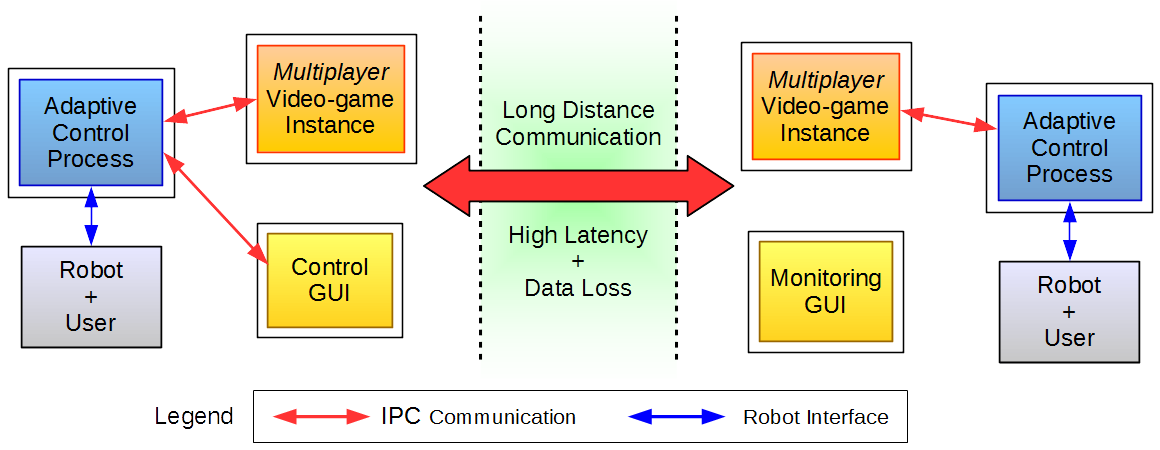 Adaptive
Control
Process
Robot
+
User
Multiplayer
Video-game
Instance
Control
GUI
Long Distance
Communication
High Latency
+
Data Loss
Multiplayer
Video-game
Instance
Monitoring
GUI
Adaptive
Control
Process
Robot
+
User
Legend
IPC Communication
Robot Interface